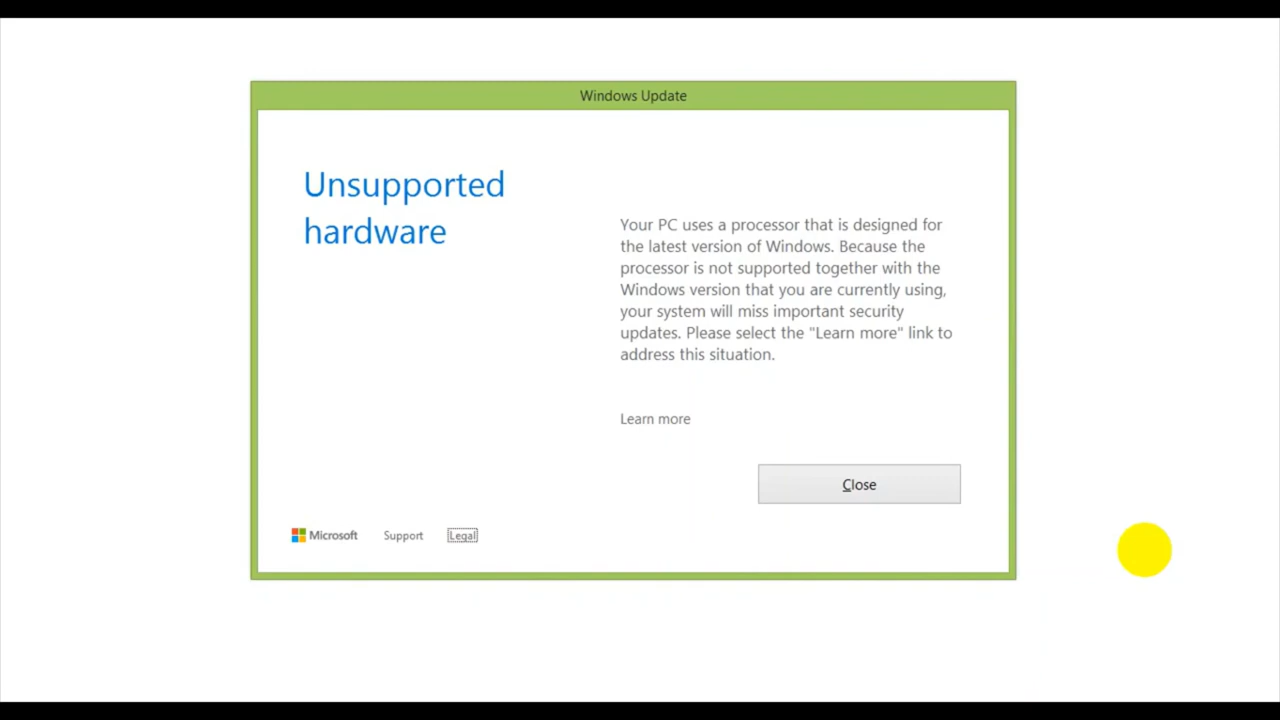 Windows Update
Unsupported
hardware
Your PC uses a processor that is designed for
the latest version of Windows. Because the
processor is not supported together with the
Windows version that you are currently using,
your system will miss important security
updates. Please select the "Learn more" link to
address this situation.
Learn more
Close
Microsoft Support Legal